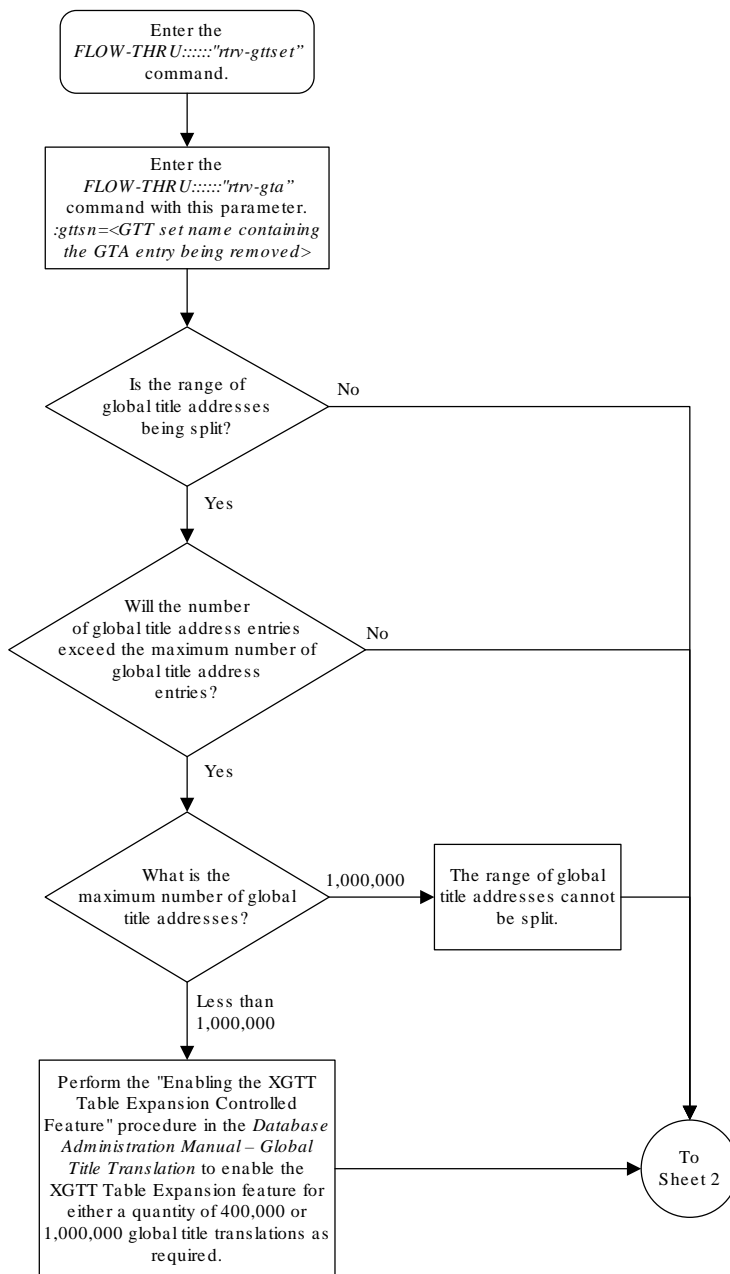 Enter the
FLOW-THRU::::::"rtrv-gttset”
command.
Enter the
FLOW-THRU::::::"rtrv-gta”
command with this parameter.
:gttsn=<GTT set name containing
the GTA entry being removed>
Is the range of
global title addresses
being split?
No
Yes
Will the number
of global title address entries
exceed the maximum number of
global title address
entries?
No
Yes
What is the
maximum number of global
title addresses?
1,000,000
The range of global
title addresses cannot
be split.
Less than
1,000,000
Perform the "Enabling the XGTT
Table Expansion Controlled
Feature" procedure in the Database
Administration Manual – Global
Title Translation to enable the
XGTT Table Expansion feature for
either a quantity of 400,000 or
1,000,000 global title translations as
required.
To
Sheet 2